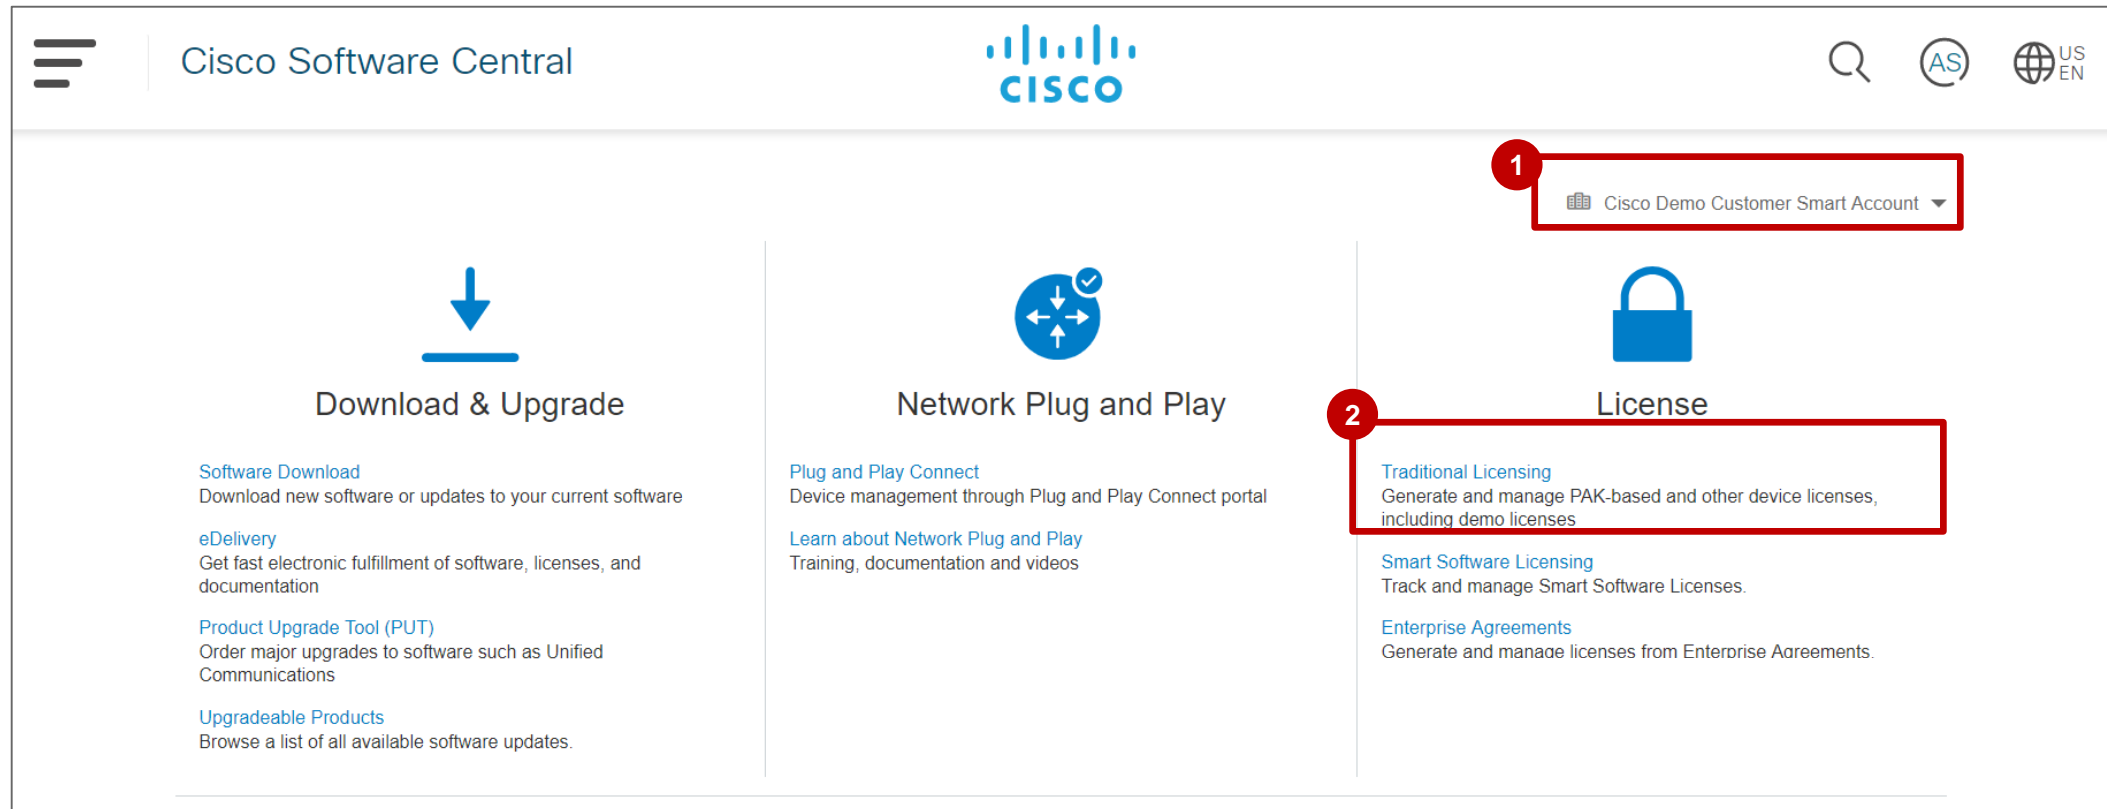 Cisco Software Central
CISCO
AS
US
EN
1
Cisco Demo Customer Smart Account
Download & Upgrade
Software Download
Download new software or updates to your current software
eDelivery
Get fast electronic fulfillment of software, licenses, and
documentation
Product Upgrade Tool (PUT)
Order major upgrades to software such as Unified
Communications
Upgradeable Products
Browse a list of all available software updates.
Network Plug and Play
Plug and Play Connect
Device management through Plug and Play Connect portal
Learn about Network Plug and Play
Training, documentation and videos
2
License
Traditional Licensing
Generate and manage PAK-based and other device licenses,
including demo licenses
Smart Software Licensing
Track and manage Smart Software Licenses.
Enterprise Agreements
Generate and manage licenses from Enterprise Agreements.